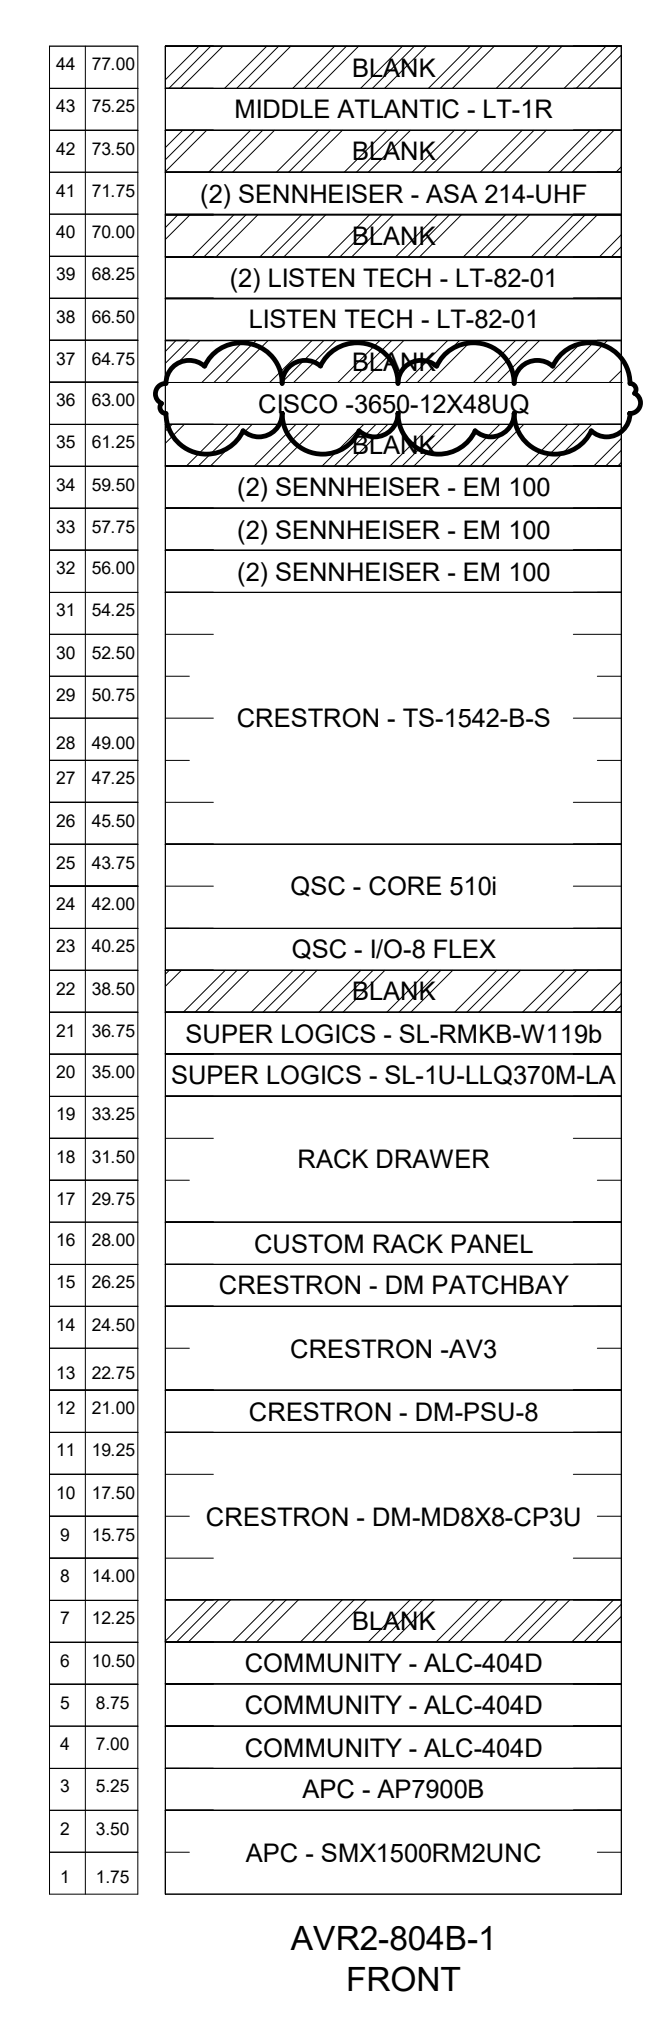 44 77.00 BLANK
43 75.25 MIDDLE ATLANTIC - LT-1R
42 73.50 BLANK
41 71.75 (2) SENNHEISER - ASA 214-UHF
40 70.00 BLANK
39 68.25 (2) LISTEN TECH - LT-82-01
38 66.50 LISTEN TECH - LT-82-01
37 64.75 BLANK
36 63.00 CISCO -3650-12X48UQ
35 61.25 BLANK
34 59.50 (2) SENNHEISER - EM 100
33 57.75 (2) SENNHEISER - EM 100
32 56.00 (2) SENNHEISER - EM 100
31 54.25
30 52.50
29 50.75 CRESTRON - TS-1542-B-S
28 49.00
27 47.25
26 45.50
25 43.75 QSC - CORE 510i
24 42.00
23 40.25 QSC - I/O-8 FLEX
22 38.50 BLANK
21 36.75 SUPER LOGICS - SL-RMKB-W119b
20 35.00 SUPER LOGICS - SL-1U-LLQ370M-LA
19 33.25
18 31.50 RACK DRAWER
17 29.75
16 28.00 CUSTOM RACK PANEL
15 26.25 CRESTRON - DM PATCHBAY
14 24.50 CRESTRON -AV3
13 22.75
12 21.00 CRESTRON - DM-PSU-8
11 19.25
10 17.50 CRESTRON - DM-MD8X8-CP3U
9 15.75
8 14.00
7 12.25 BLANK
6 10.50 COMMUNITY - ALC-404D
5 8.75 COMMUNITY - ALC-404D
4 7.00 COMMUNITY - ALC-404D
3 5.25 APC - AP7900B
2 3.50 APC - SMX1500RM2UNC
1 1.75
AVR2-804B-1
FRONT